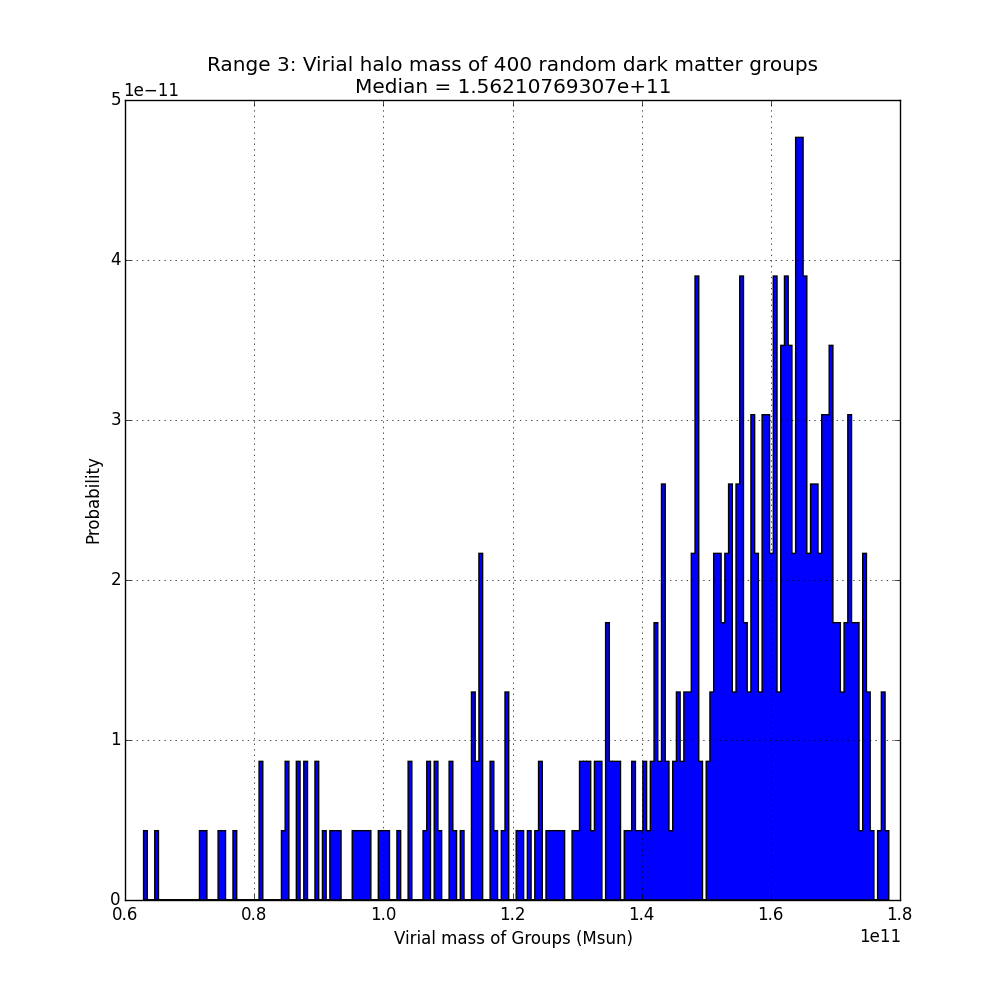 Range 3: Virial halo mass of 400 random dark matter groups
Median = 1.56210769307e+11
1e−11
5
4
3
2
1
0
Probability
0.6 0.8 1.0 1.2 1.4 1.6 1.8
Virial mass of Groups (Msun)
1e11